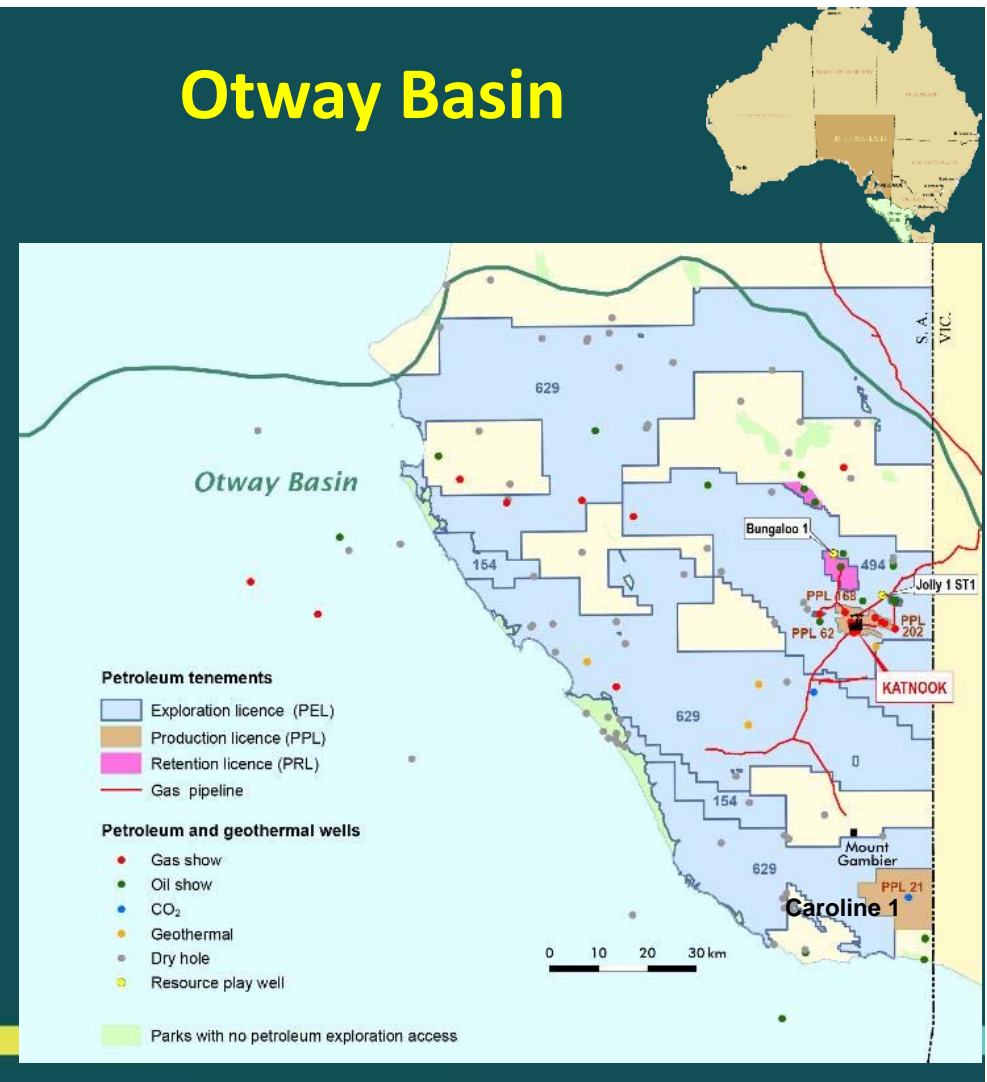 Otway Basin
S. A.
VIC.
629
Otway Basin
Bungaloo 1
154
494
Jolly 1 ST1
PPL 168
PPL 62
PPL
202
KATNOOK
Petroleum tenements
Exploration licence (PEL)
Production licence (PPL)
Retention licence (PRL)
Gas pipeline
629
154
Petroleum and geothermal wells
Gas show
Oil show
CO₂
Geothermal
Dry hole
Resource play well
Parks with no petroleum exploration access
Mount
Gambier
629
PPL 21
Caroline 1
0 10 20 30 km